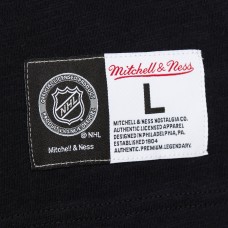 NHL
© NHL
Mitchell & Ness
Mitchell & Ness
L
MITCHELL & NESS NOSTALGIA CO.
AUTHENTIC LICENSED APPAREL
DESIGNED IN PHILADELPHIA, PA.
ESTABLISHED 1904
AUTHENTIC. PREMIUM. LEGENDARY.